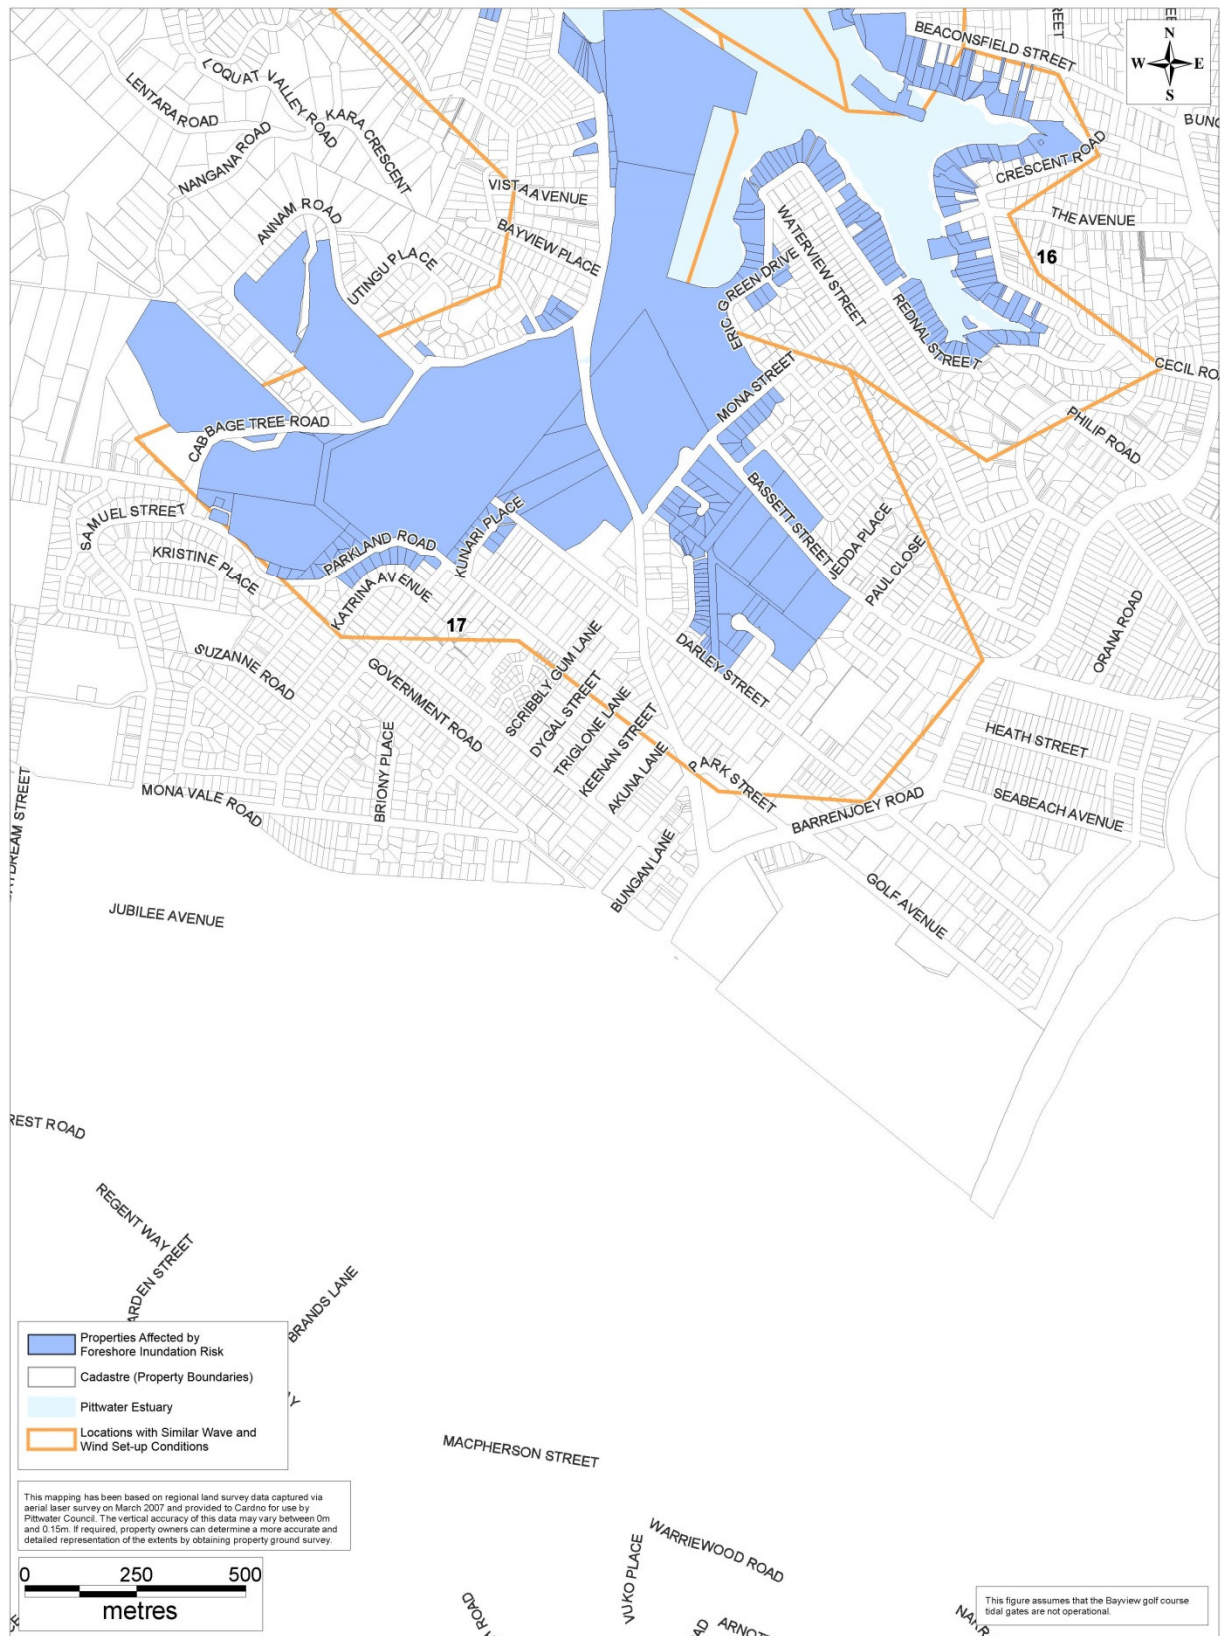 BEACONSFIELD STREET
STREET
N
W E
S
LOQUAT VALLEY ROAD
LENTARA ROAD
KARA CRESCENT
NANGANA ROAD
CRESCENT ROAD
VISTA AVENUE
ANNAM ROAD
BAYVIEW PLACE
WATERVIEW STREET
THE AVENUE
UTINGU PLACE
16
ERIC GREEN DRIVE
REDNAL STREET
CECIL RO
MONA STREET
PHILIP ROAD
CABBAGE TREE ROAD
SAMUEL STREET
KUNARI PLACE
BASSETT STREET
JEDDA PLACE
PARKLAND ROAD
KRISTINE PLACE
PAUL CLOSE
KATRINA AVENUE
17
ORANA ROAD
SUZANNE ROAD
SCRIBBLY GUM LANE
DARLEY STREET
GOVERNMENT ROAD
DYGAL STREET
TRIGLONE LANE
KEENAN STREET
AKUNA LANE
HEATH STREET
BRIONY PLACE
PARK STREET
MONA VALE ROAD
BARRENJOEY ROAD
SEABEACH AVENUE
BUNGAN LANE
GOLF AVENUE
JUBILEE AVENUE
REST ROAD
REGENT WAY
ARDEN STREET
BRANDS LANE
Properties Affected by
Foreshore Inundation Risk
Cadastre (Property Boundaries)
Pittwater Estuary
Locations with Similar Wave and
Wind Set-up Conditions
MACPHERSON STREET
This mapping has been based on regional land survey data captured via
aerial laser survey on March 2007 and provided to Cardno for use by
Pittwater Council. The vertical accuracy of this data may vary between 0m
and 0.15m. If required, property owners can determine a more accurate and
detailed representation of the extents by obtaining property ground survey.
WARRIEWOOD ROAD
VUKO PLACE
0 250 500
metres
This figure assumes that the Bayview golf course
tidal gates are not operational.